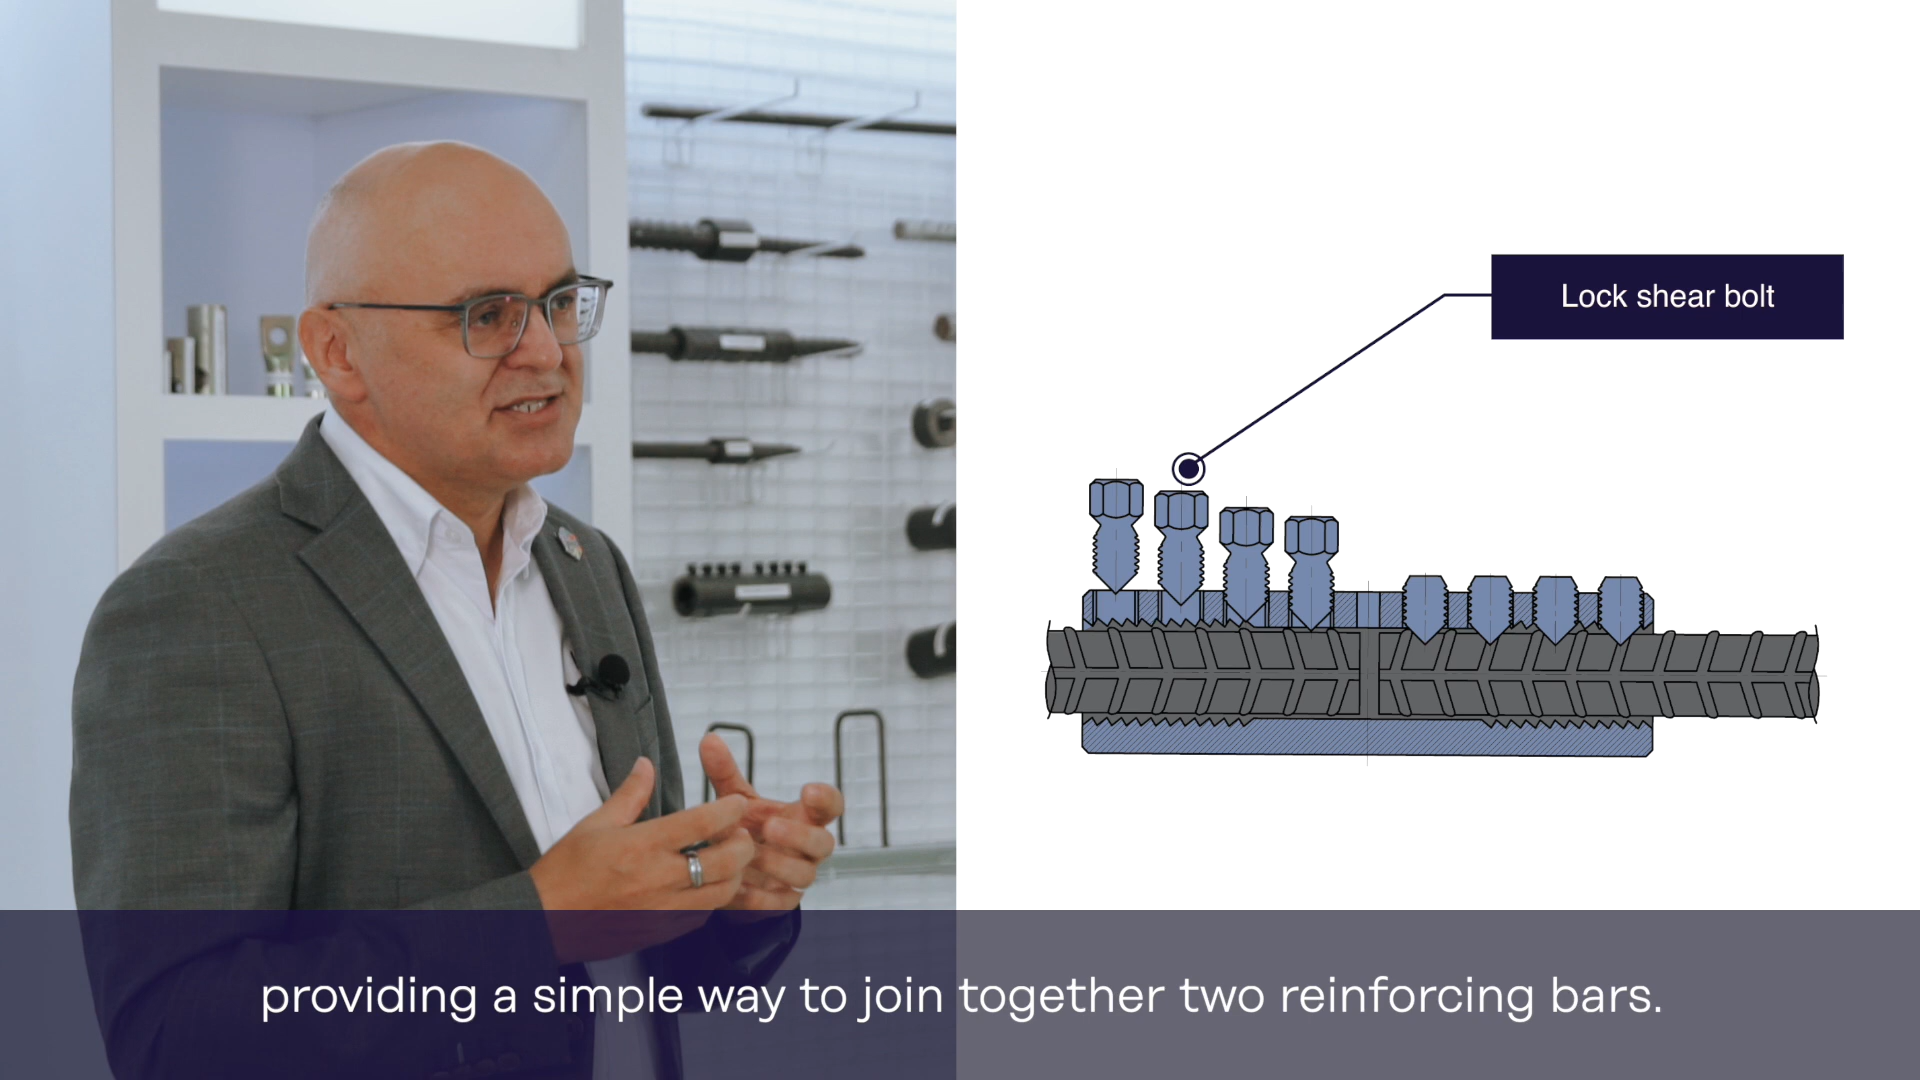 Lock shear bolt
providing a simple way to join together two reinforcing bars.